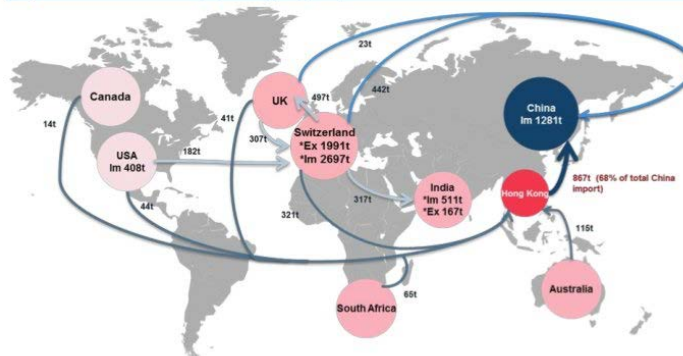 23t
Canada
41t
UK
497t
442t
14t
307t
Switzerland
*Ex 1991t
*Im 2697t
China
Im 1281t
USA
Im 408t
182t
India
*Im 511t
*Ex 167t
Hong Kong
867t (68% of total China
import)
44t
321t
317t
115t
65t
South Africa
Australia